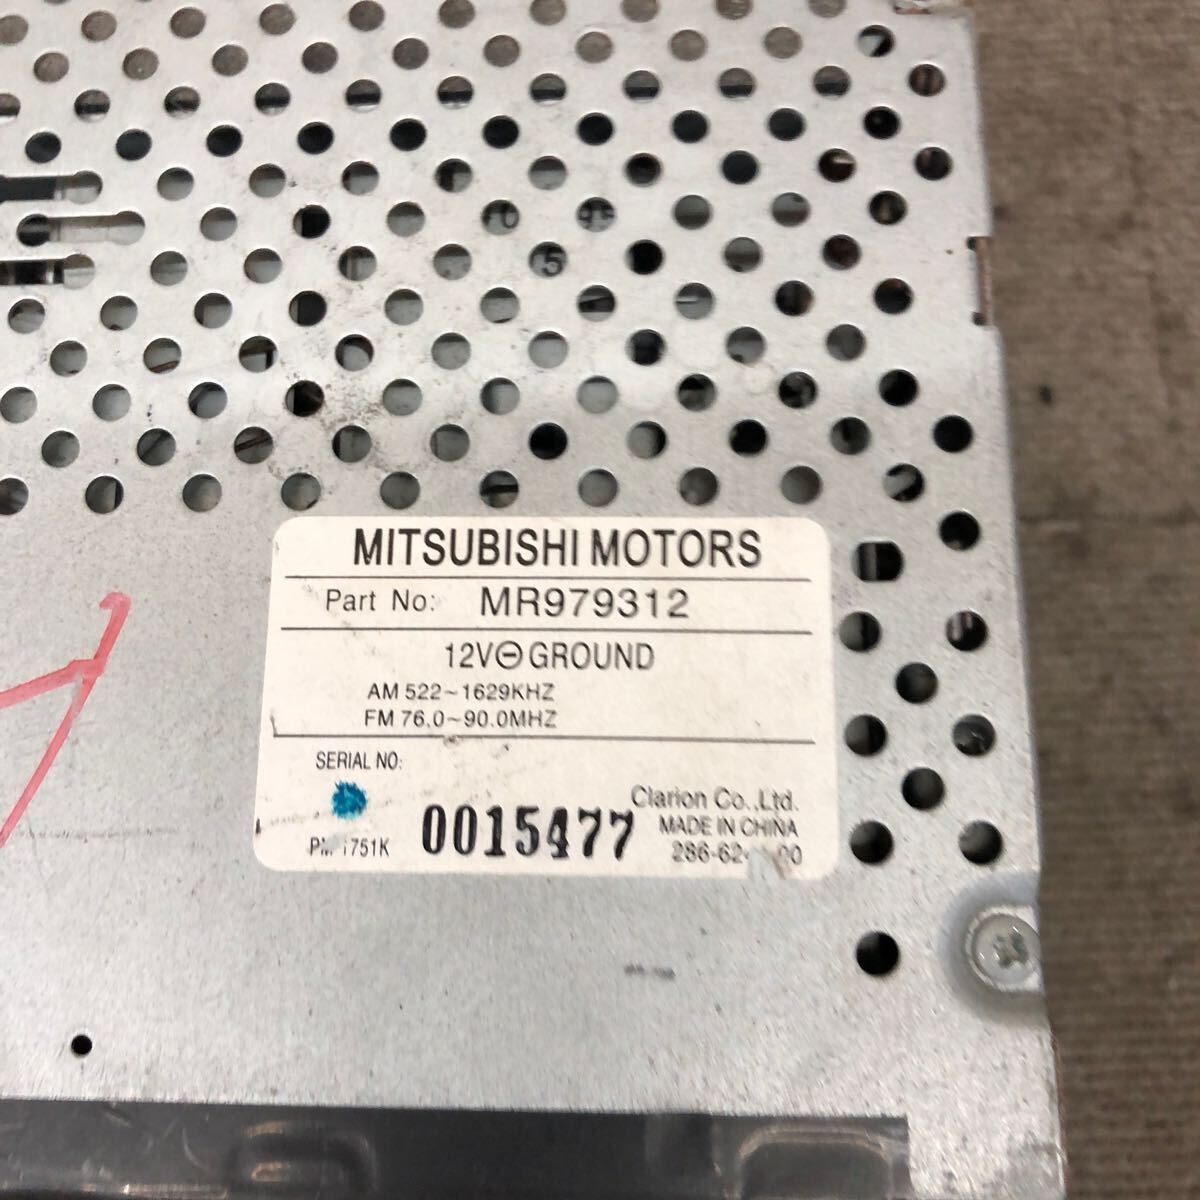 MITSUBISHI MOTORS
Part No: MR979312
12V⊖GROUND
AM 522~1629KHZ
FM 76.0~90.0MHZ
SERIAL NO:
0015477
Clarion Co.,Ltd.
MADE IN CHINA